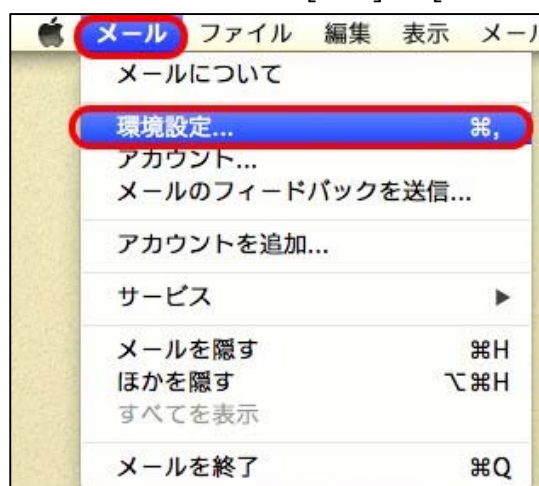 メール ファイル 編集 表示 メー
メールについて
環境設定... ⌘,
アカウント...
メールのフィードバックを送信...
アカウントを追加...
サービス ▶
メールを隠す ⌘H
ほかを隠す ⌥⌘H
すべてを表示
メールを終了 ⌘Q